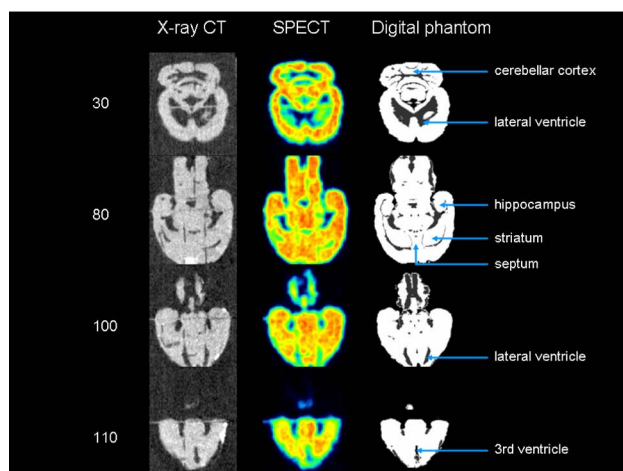 X-ray CT SPECT Digital phantom
cerebellar cortex
30
lateral ventricle
80
hippocampus
striatum
septum
100
lateral ventricle
110
3rd ventricle